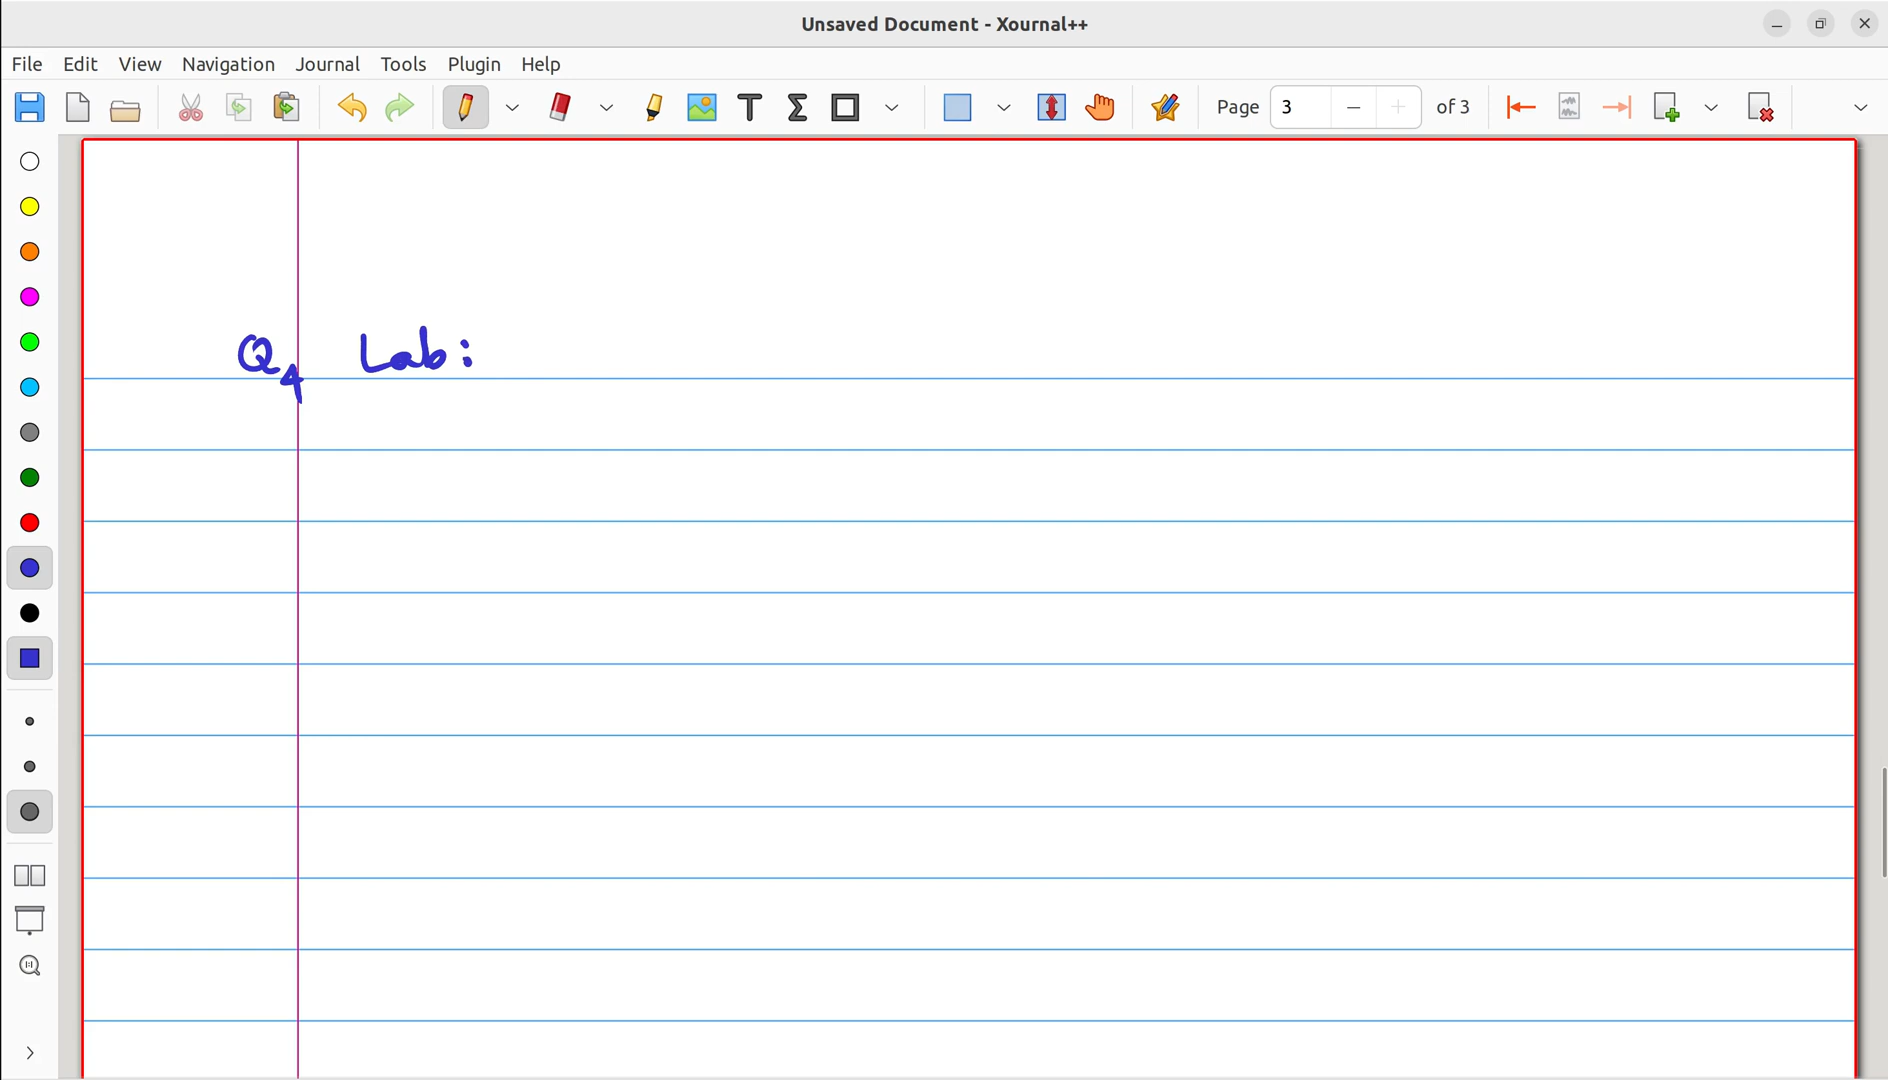 Unsaved Document - Xournal++
File Edit View Navigation Journal Tools Plugin Help
T Σ Page 3 of 3
Q4 Lab: